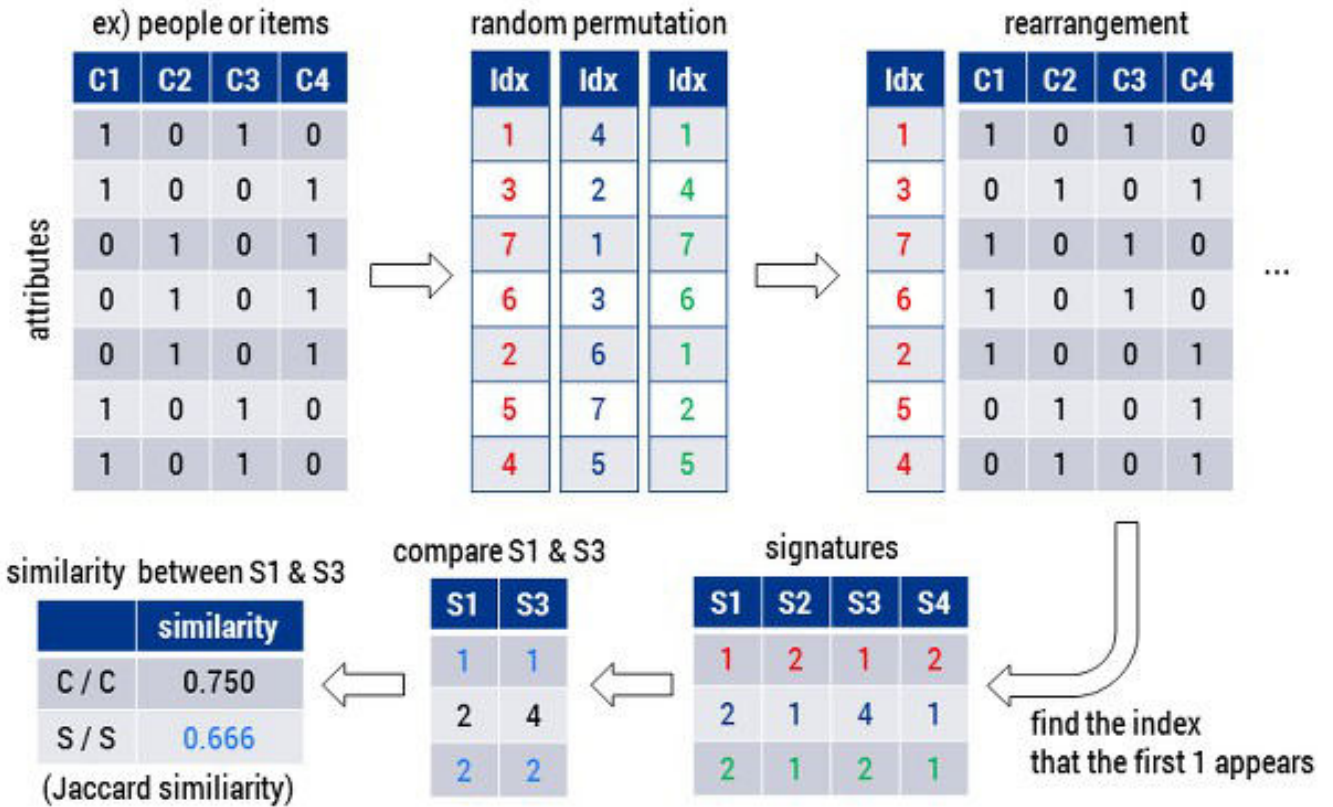 ex) people or items
random permutation
rearrangement
C1 C2 C3 C4
Idx Idx Idx
Idx C1 C2 C3 C4
1 0 1 0
1 4 1
1 1 0 1 0
1 0 0 1
3 2 4
3 0 1 0 1
0 1 0 1
7 1 7
7 1 0 1 0
0 1 0 1
6 3 6
6 1 0 1 0
0 1 0 1
2 6 1
2 1 0 0 1
1 0 1 0
5 7 2
5 0 1 0 1
1 0 1 0
4 5 5
4 0 1 0 1
attributes
...
similarity between S1 & S3
similarity
C / C 0.750
S / S 0.666
(Jaccard similiarity)
compare S1 & S3
S1 S3
1 1
2 4
2 2
signatures
S1 S2 S3 S4
1 2 1 2
2 1 4 1
2 1 2 1
find the index
that the first 1 appears